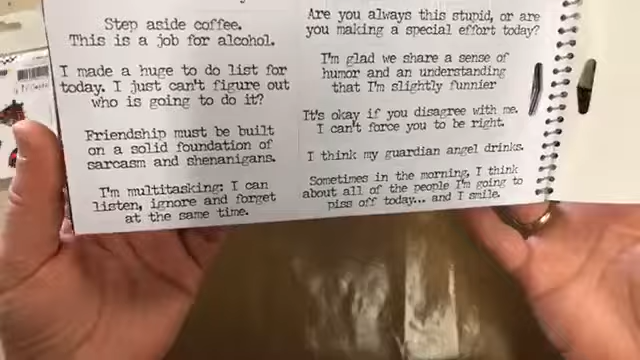 Step aside coffee.
This is a job for alcohol.
I made a huge to do list for
today. I just can't figure out
who is going to do it?
Friendship must be built
on a solid foundation of
sarcasm and shenanigans.
I'm multitasking: I can
listen, ignore and forget
at the same time.
Are you always this stupid, or are
you making a special effort today?
I'm glad we share a sense of
humor and an understanding
that I'm slightly funnier
It's okay if you disagree with me.
I can't force you to be right.
I think my guardian angel drinks.
Sometimes in the morning, I think
about all of the people I'm going to
piss off today... and I smile.